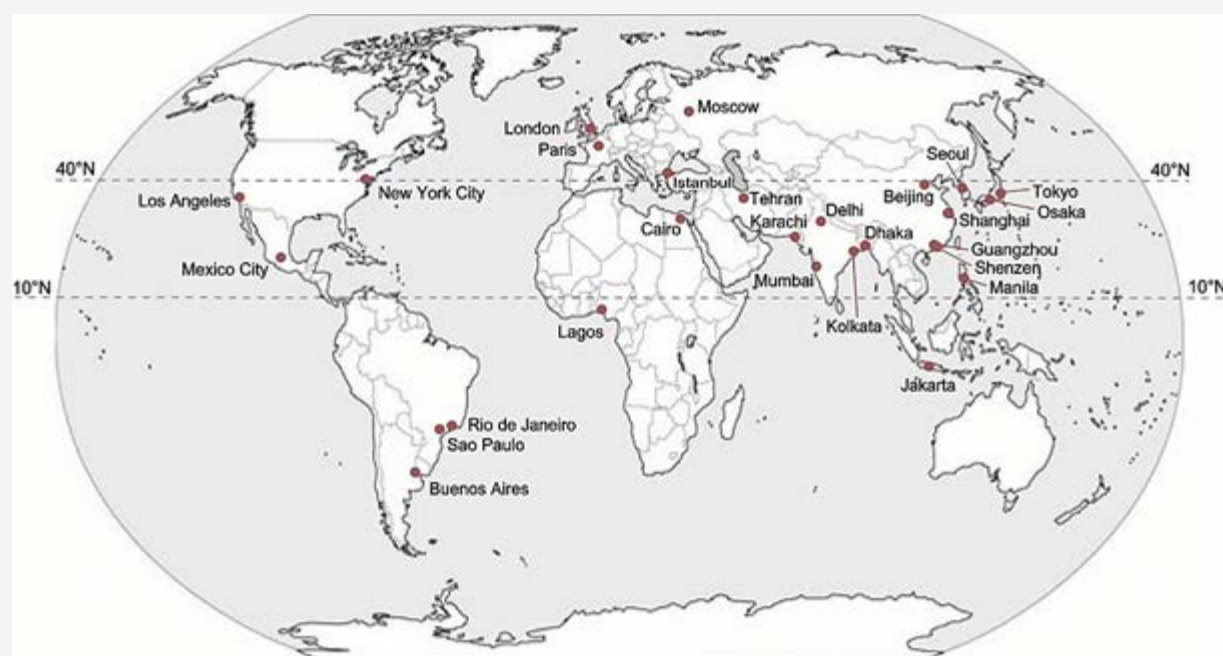 Moscow
London
Paris
Seoul
40°N
40°N
Istanbul
Beijing
Tokyo
New York City
Los Angeles
Tehran
Osaka
Karachi
Delhi
Shanghai
Cairo
Dhaka
Guangzhou
Mexico City
Shenzen
Mumbai
Manila
10°N
10°N
Lagos
Kolkata
Jakarta
Rio de Janeiro
Sao Paulo
Buenos Aires